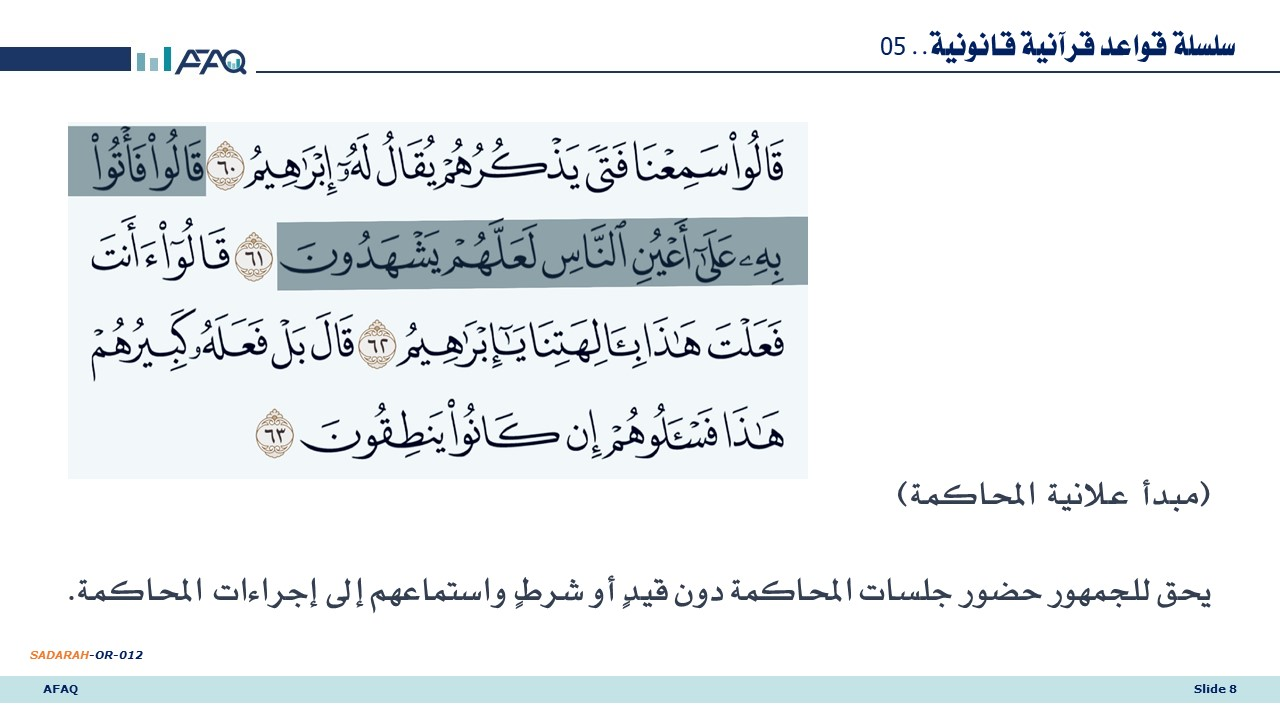 سلسلة قواعد قرآنية قانونية.. 05
AFAQ
قَالُوا۟ سَمِعْنَا فَتًى يَذْكُرُهُمْ يُقَالُ لَهُۥٓ إِبْرَٰهِيمُ ٦٠ قَالُوا۟ فَأْتُوا۟
بِهِۦ عَلَىٰٓ أَعْيُنِ ٱلنَّاسِ لَعَلَّهُمْ يَشْهَدُونَ ٦١ قَالُوٓا۟ ءَأَنتَ
فَعَلْتَ هَٰذَا بِـَٔالِهَتِنَا يَٰٓإِبْرَٰهِيمُ ٦٢ قَالَ بَلْ فَعَلَهُۥ كَبِيرُهُمْ
هَٰذَا فَسْـَٔلُوهُمْ إِن كَانُوا۟ يَنطِقُونَ ٦٣
(مبدأ علانية المحاكمة)
يحق للجمهور حضور جلسات المحاكمة دون قيدٍ أو شرطٍ واستماعهم إلى إجراءات المحاكمة.
SADARAH-OR-012
AFAQ
Slide 8